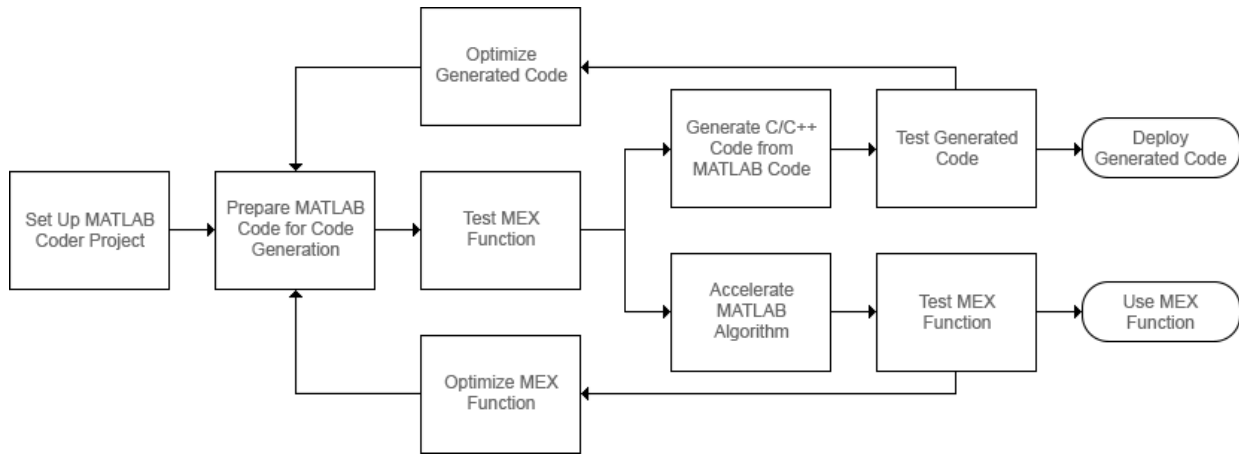 Optimize
Generated Code
Generate C/C++
Code from
MATLAB Code
Test Generated
Code
Deploy
Generated Code
Set Up MATLAB
Coder Project
Prepare MATLAB
Code for Code
Generation
Test MEX
Function
Accelerate
MATLAB
Algorithm
Test MEX
Function
Use MEX
Function
Optimize MEX
Function